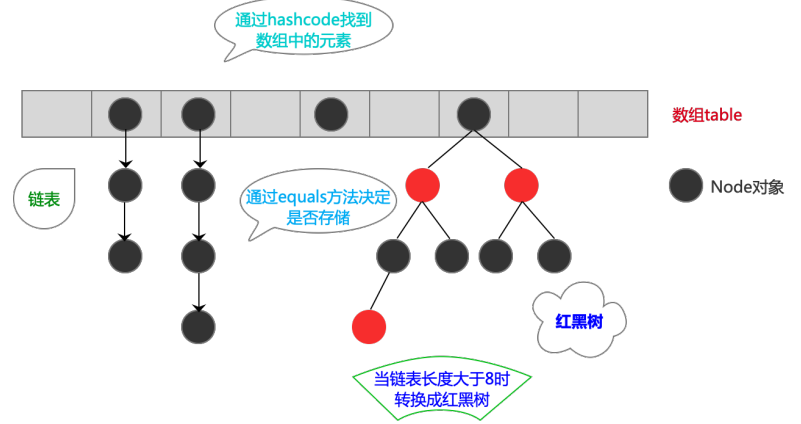 通过hashcode找到
数组中的元素
数组table
链表
通过equals方法决定
是否存储
Node对象
红黑树
当链表长度大于8时
转换成红黑树